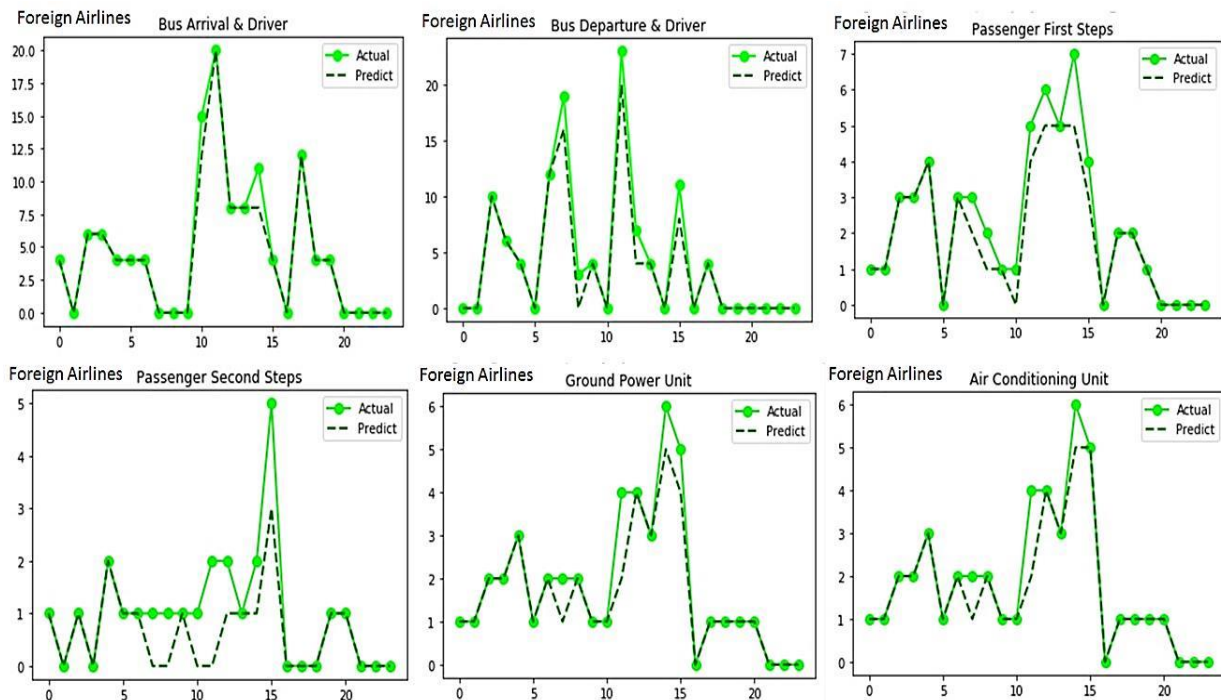 Foreign Airlines
Bus Arrival & Driver
Actual
Predict
20.0
17.5
15.0
12.5
10.0
7.5
5.0
2.5
0.0
0 5 10 15 20
Foreign Airlines
Bus Departure & Driver
Actual
Predict
20
15
10
5
0
0 5 10 15 20
Foreign Airlines
Passenger First Steps
Actual
Predict
7
6
5
4
3
2
1
0
0 5 10 15 20
Foreign Airlines
Passenger Second Steps
Actual
Predict
5
4
3
2
1
0
0 5 10 15 20
Foreign Airlines
Ground Power Unit
Actual
Predict
6
5
4
3
2
1
0
0 5 10 15 20
Foreign Airlines
Air Conditioning Unit
Actual
Predict
6
5
4
3
2
1
0
0 5 10 15 20